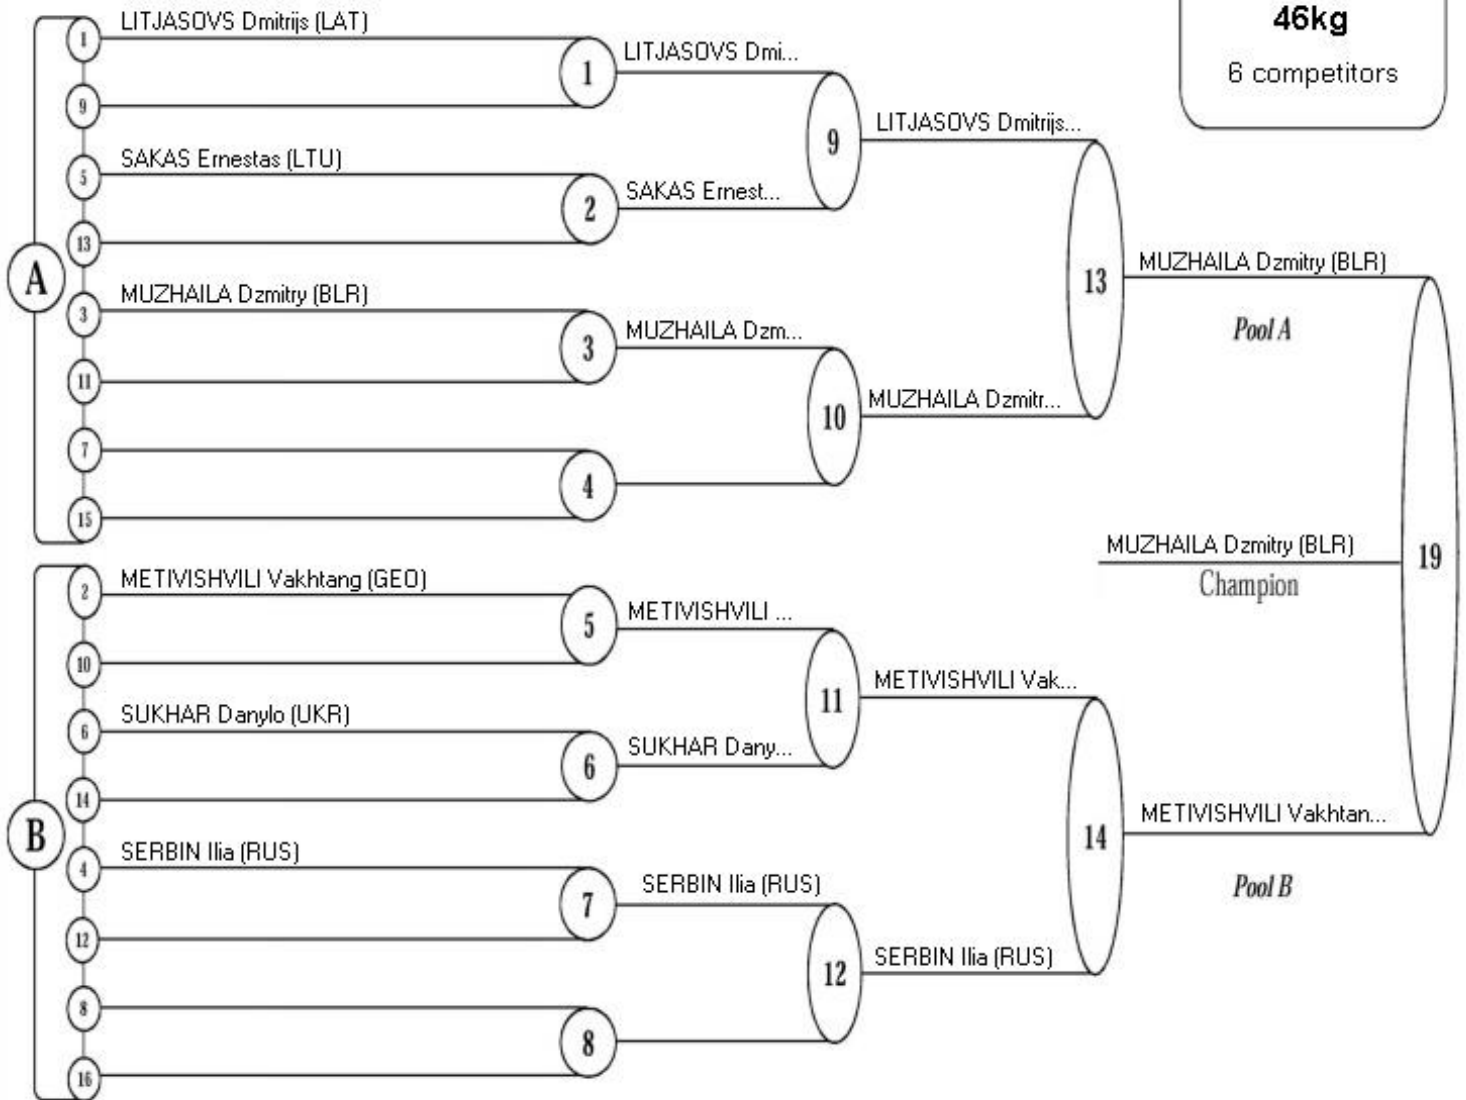 46kg
6 competitors
LITJASOVS Dmitrijs (LAT)
1
9
SAKAS Ernestas (LTU)
5
13
A
MUZHAILA Dzmitry (BLR)
3
11
7
15
1
LITJASOVS Dmi...
2
SAKAS Ernest...
3
MUZHAILA Dzm...
4
9
LITJASOVS Dmitrijs...
10
MUZHAILA Dzmitr...
13
MUZHAILA Dzmitry (BLR)
Pool A
METIVISHVILI Vakhtang (GEO)
2
10
SUKHAR Danylo (UKR)
6
14
B
SERBIN Ilia (RUS)
4
12
8
16
5
METIVISHVILI ...
6
SUKHAR Dany...
7
SERBIN Ilia (RUS)
8
11
METIVISHVILI Vak...
12
SERBIN Ilia (RUS)
14
METIVISHVILI Vakhtan...
Pool B
19
MUZHAILA Dzmitry (BLR)
Champion